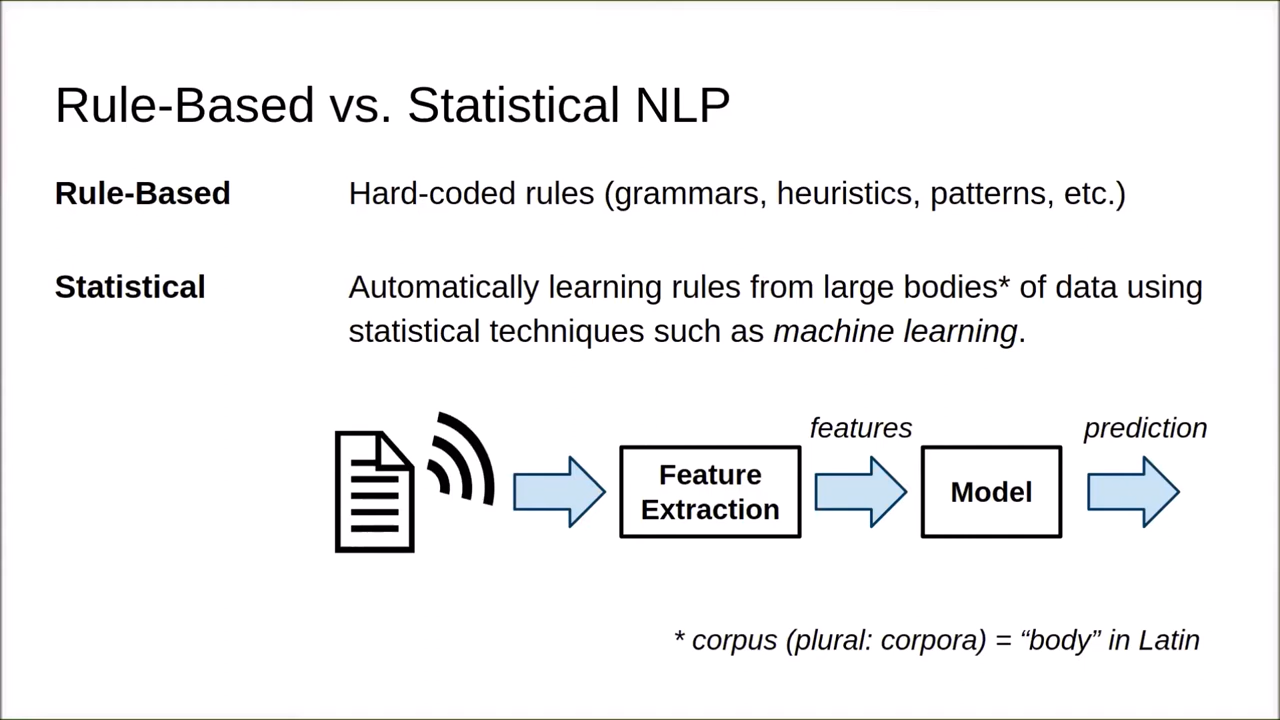 Rule-Based vs. Statistical NLP
Rule-Based Hard-coded rules (grammars, heuristics, patterns, etc.)
Statistical Automatically learning rules from large bodies* of data using
statistical techniques such as machine learning.
features prediction
Feature
Extraction
Model
* corpus (plural: corpora) = “body” in Latin